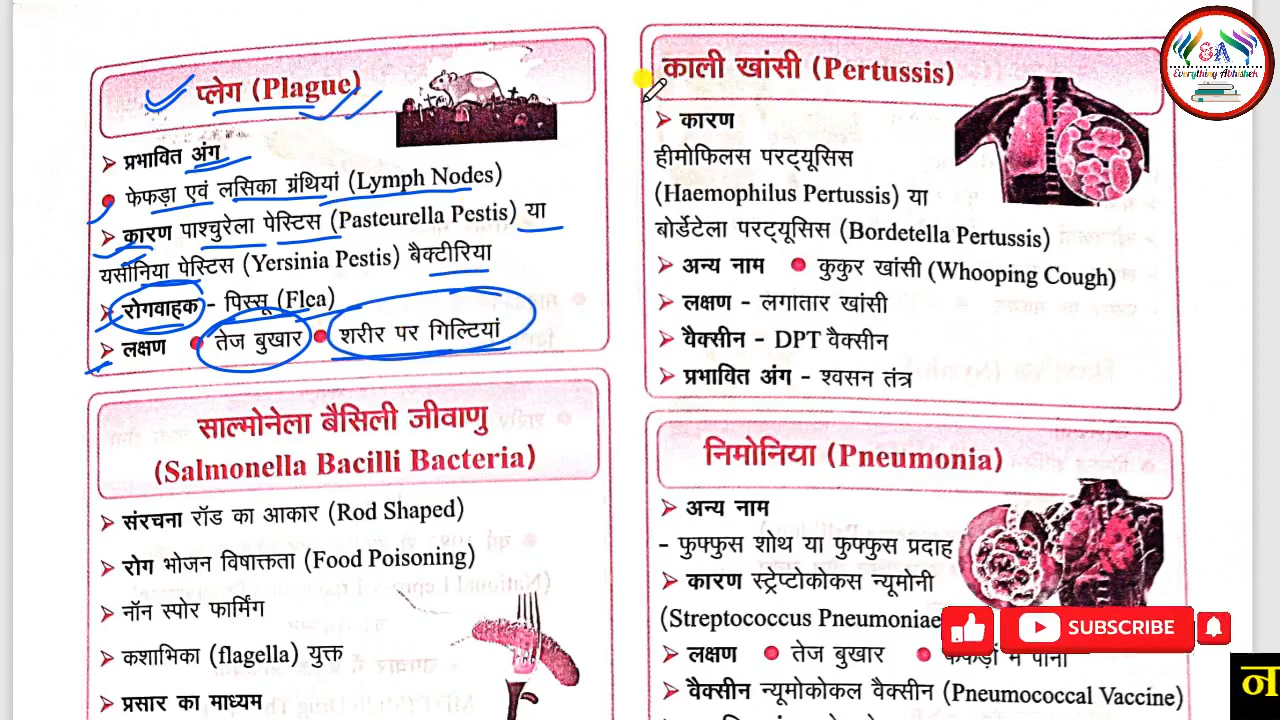 प्लेग (Plague)
➤ प्रभावित अंग
● फेफड़ा एवं लसिका ग्रंथियां (Lymph Nodes)
➤ कारण पाश्चुरेला पेस्टिस (Pasteurella Pestis) या
यर्सीनिया पेस्टिस (Yersinia Pestis) बैक्टीरिया
➤ रोगवाहक - पिस्सू (Flea)
➤ लक्षण ● तेज बुखार ● शरीर पर गिल्टियां
साल्मोनेला बैसिली जीवाणु
(Salmonella Bacilli Bacteria)
➤ संरचना रॉड का आकार (Rod Shaped)
➤ रोग भोजन विषाक्तता (Food Poisoning)
➤ नॉन स्पोर फार्मिंग
➤ कशाभिका (flagella) युक्त
➤ प्रसार का माध्यम
काली खांसी (Pertussis)
➤ कारण
हीमोफिलस परट्यूसिस
(Haemophilus Pertussis) या
बोर्डेटेला परट्यूसिस (Bordetella Pertussis)
➤ अन्य नाम ● कुकुर खांसी (Whooping Cough)
➤ लक्षण - लगातार खांसी
➤ वैक्सीन - DPT वैक्सीन
➤ प्रभावित अंग - श्वसन तंत्र
निमोनिया (Pneumonia)
➤ अन्य नाम
- फुफ्फुस शोथ या फुफ्फुस प्रदाह
➤ कारण स्ट्रेप्टोकोकस न्यूमोनी
(Streptococcus Pneumoniae
➤ लक्षण ● तेज बुखार ● फेफड़ों में पानी
➤ वैक्सीन न्यूमोकोकल वैक्सीन (Pneumococcal Vaccine)
SUBSCRIBE
&A
Everything Abhishek
न